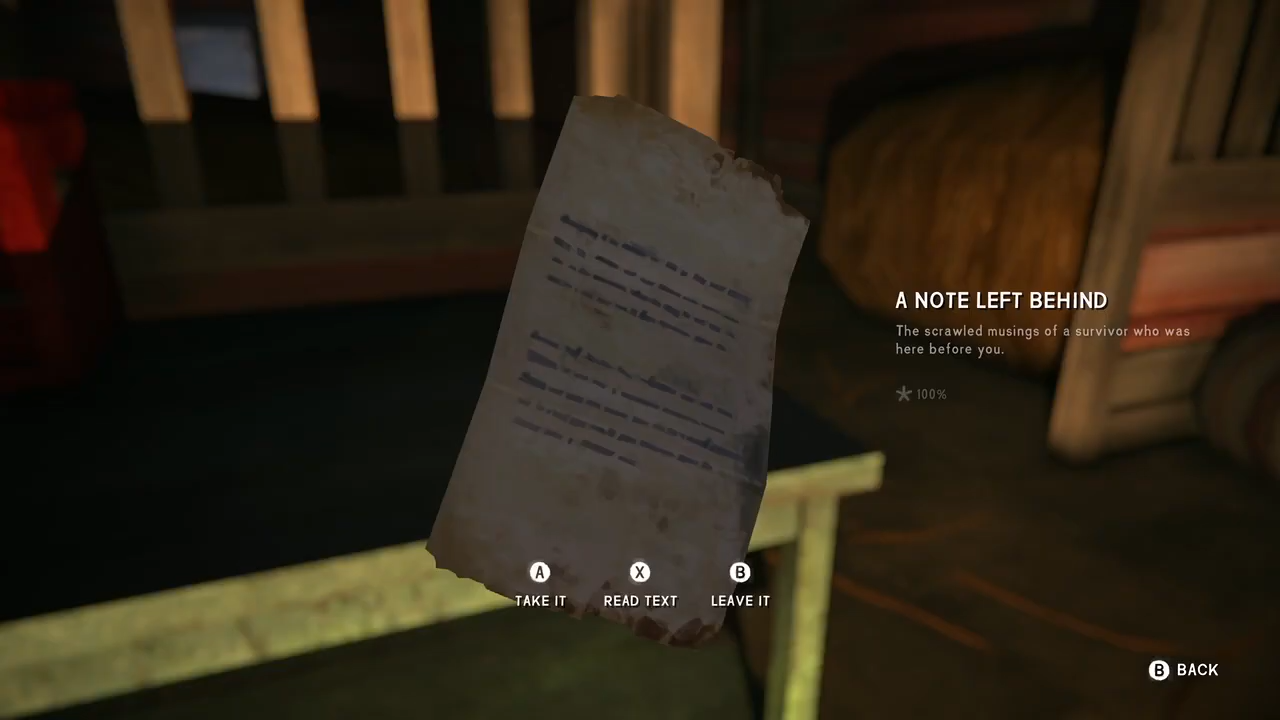 A NOTE LEFT BEHIND
The scrawled musings of a survivor who was
here before you.
100%
A X B
TAKE IT READ TEXT LEAVE IT
B BACK